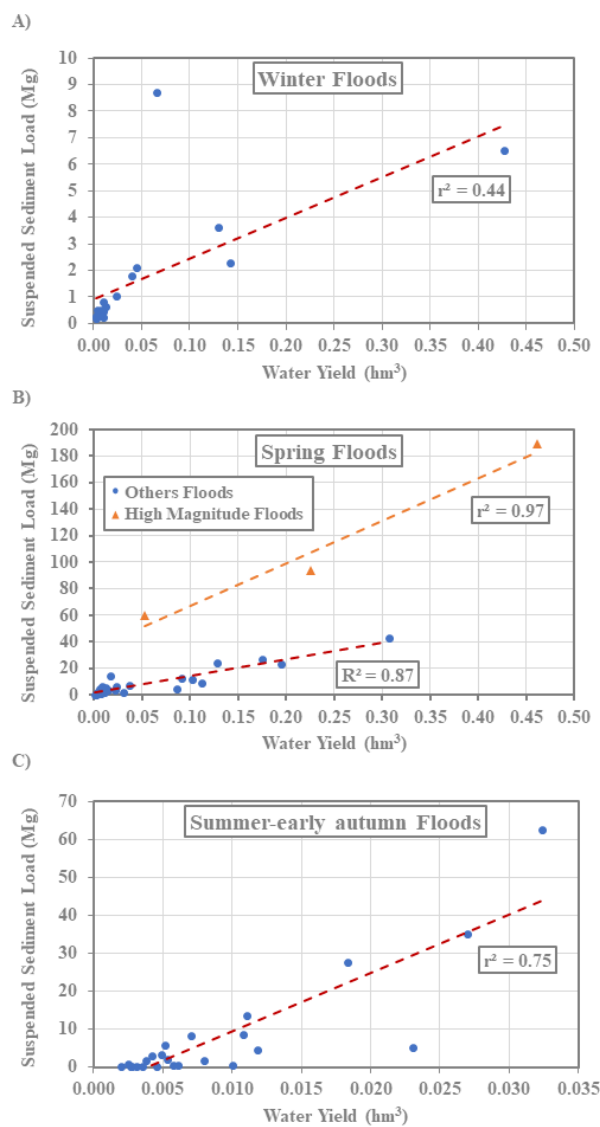 A)
Winter Floods
Suspended Sediment Load (Mg)
10
9
8
7
6
5
4
3
2
1
0
r² = 0.44
0.00 0.05 0.10 0.15 0.20 0.25 0.30 0.35 0.40 0.45 0.50
Water Yield (hm³)
B)
Spring Floods
Suspended Sediment Load (Mg)
200
180
160
140
120
100
80
60
40
20
0
Others Floods
High Magnitude Floods
r² = 0.97
R² = 0.87
0.00 0.05 0.10 0.15 0.20 0.25 0.30 0.35 0.40 0.45 0.50
Water Yield (hm³)
C)
Summer-early autumn Floods
Suspended Sediment Load (Mg)
70
60
50
40
30
20
10
0
r² = 0.75
0.000 0.005 0.010 0.015 0.020 0.025 0.030 0.035
Water Yield (hm³)